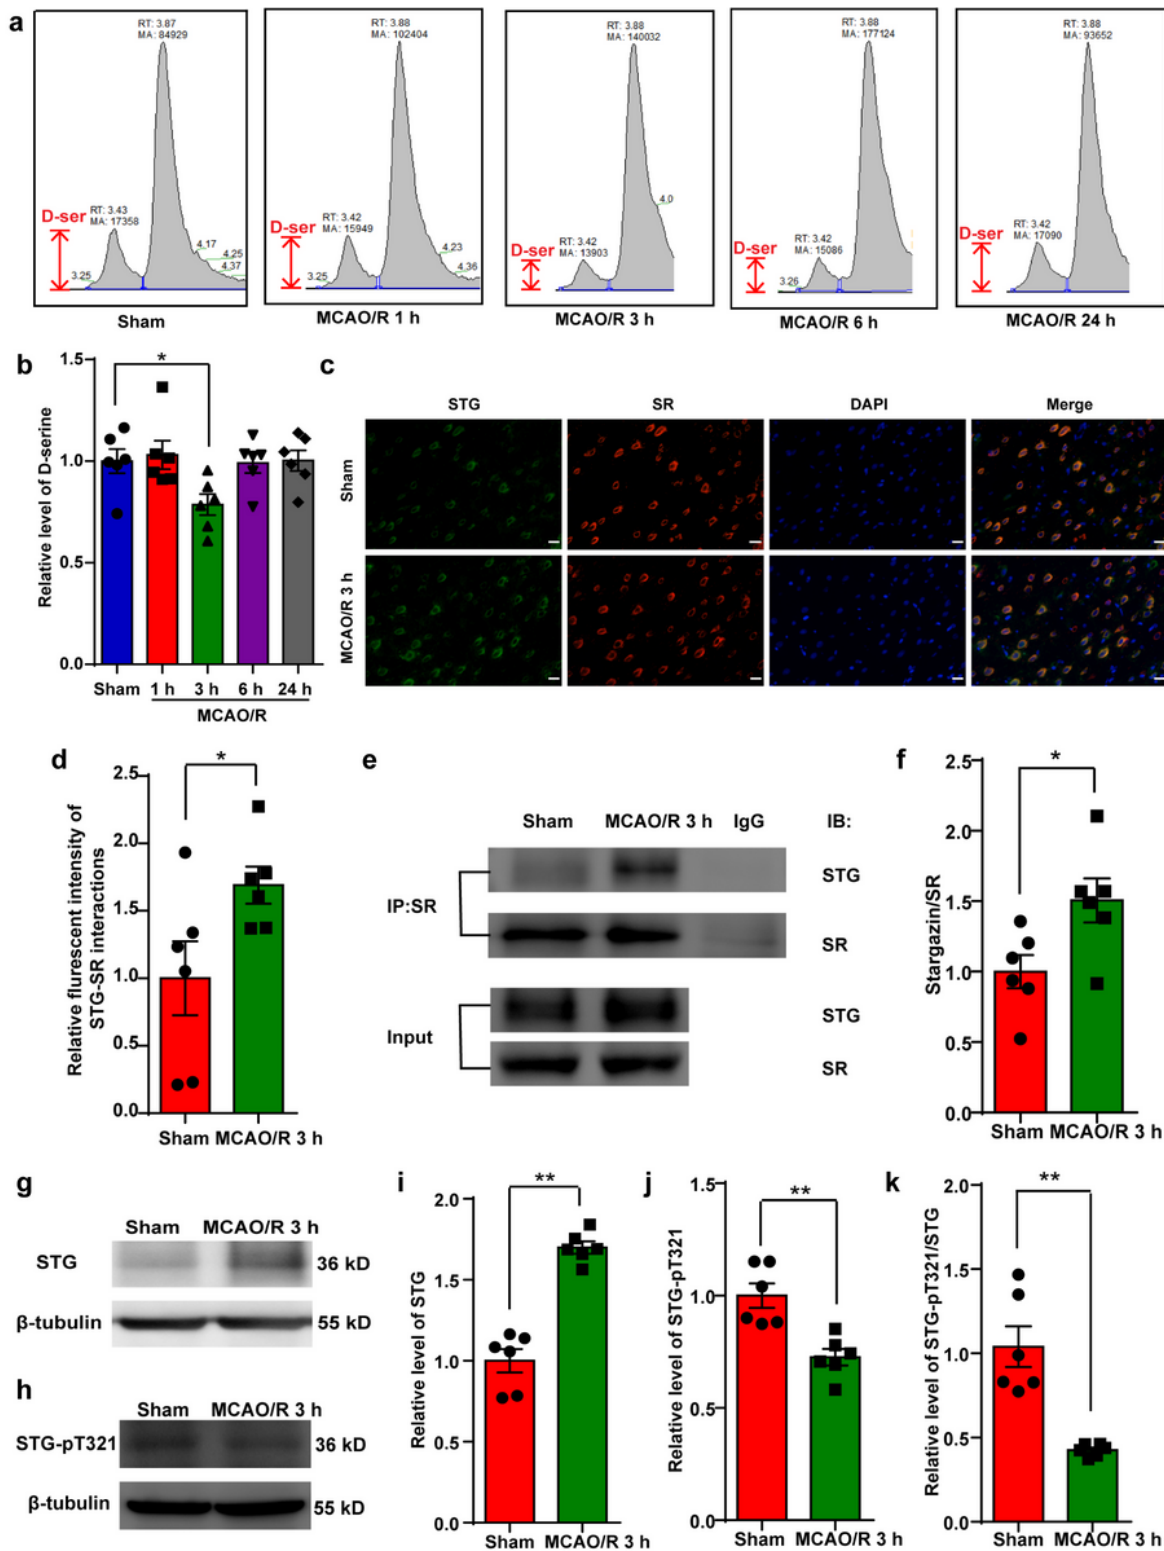 a
RT: 3.87
MA: 84929
RT: 3.43
MA: 17358
D-ser
3.25
4.17
4.25
4.37
Sham
RT: 3.88
MA: 102404
RT: 3.42
MA: 15949
D-ser
3.25
4.23
4.36
MCAO/R 1 h
RT: 3.88
MA: 140032
RT: 3.42
MA: 13903
D-ser
4.0
MCAO/R 3 h
RT: 3.88
MA: 177124
RT: 3.42
MA: 15086
D-ser
3.26
MCAO/R 6 h
RT: 3.88
MA: 93652
RT: 3.42
MA: 17090
D-ser
MCAO/R 24 h
b
Relative level of D-serine
1.5
1.0
0.5
0.0
*
Sham 1 h 3 h 6 h 24 h
MCAO/R
c
STG SR DAPI Merge
Sham
MCAO/R 3 h
d
Relative flurescent intensity of
STG-SR interactions
2.5
2.0
1.5
1.0
0.5
0.0
*
Sham MCAO/R 3 h
e
Sham MCAO/R 3 h IgG IB:
IP:SR
STG
SR
Input
STG
SR
f
Stargazin/SR
2.5
2.0
1.5
1.0
0.5
0.0
*
Sham MCAO/R 3 h
g
Sham MCAO/R 3 h
STG 36 kD
β-tubulin 55 kD
h
Sham MCAO/R 3 h
STG-pT321 36 kD
β-tubulin 55 kD
i
Relative level of STG
2.0
1.5
1.0
0.5
0.0
**
Sham MCAO/R 3 h
j
Relative level of STG-pT321
1.5
1.0
0.5
0.0
**
Sham MCAO/R 3 h
k
Relative level of STG-pT321/STG
2.0
1.5
1.0
0.5
0.0
**
Sham MCAO/R 3 h